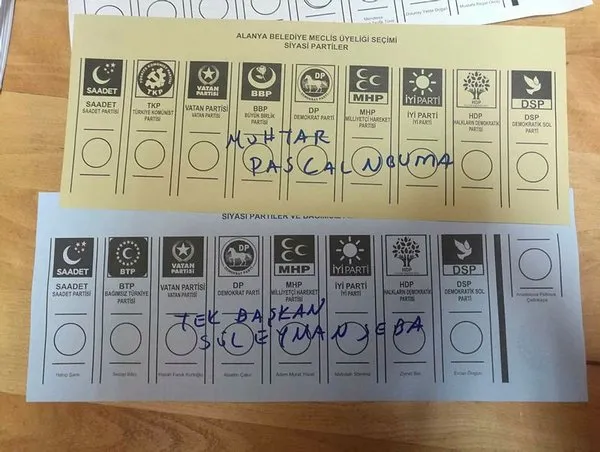 ALANYA BELEDİYE MECLİS ÜYELİĞİ SEÇİMİ
SİYASİ PARTİLER
SAADET TKP VATAN PARTİSİ BBP DP MHP İYİ PARTİ HDP DSP
SAADET PARTİSİ TÜRKİYE KOMÜNİST PARTİSİ VATAN PARTİSİ BÜYÜK BİRLİK PARTİSİ DEMOKRAT PARTİ MİLLİYETÇİ HAREKET PARTİSİ İYİ PARTİ HALKLARIN DEMOKRATİK PARTİSİ DEMOKRATİK SOL PARTİ
MUHTAR
PASCAL NOUMA
SİYASİ PARTİLER VE
SAADET BTP VATAN PARTİSİ DP MHP İYİ PARTİ HDP DSP
SAADET PARTİSİ BAĞIMSIZ TÜRKİYE PARTİSİ VATAN PARTİSİ DEMOKRAT PARTİ MİLLİYETÇİ HAREKET PARTİSİ İYİ PARTİ HALKLARIN DEMOKRATİK PARTİSİ DEMOKRATİK SOL PARTİ
TEK BAŞKAN
SÜLEYMAN SEBA